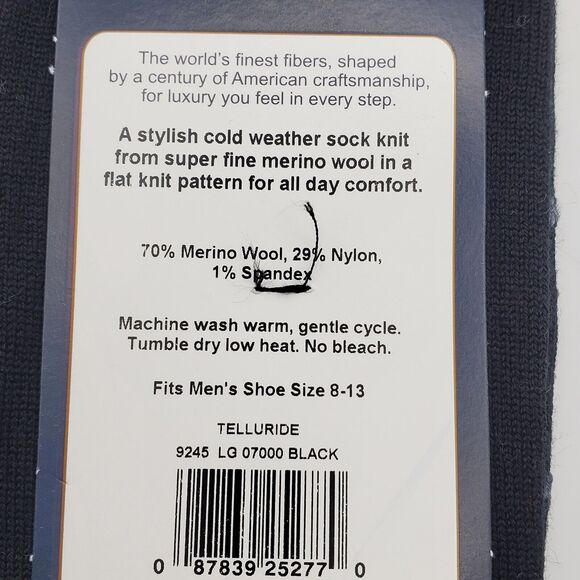 The world's finest fibers, shaped
by a century of American craftsmanship,
for luxury you feel in every step.
A stylish cold weather sock knit
from super fine merino wool in a
flat knit pattern for all day comfort.
70% Merino Wool, 29% Nylon,
1% Spandex
Machine wash warm, gentle cycle.
Tumble dry low heat. No bleach.
Fits Men's Shoe Size 8-13
TELLURIDE
9245 LG 07000 BLACK
0 87839 25277 0